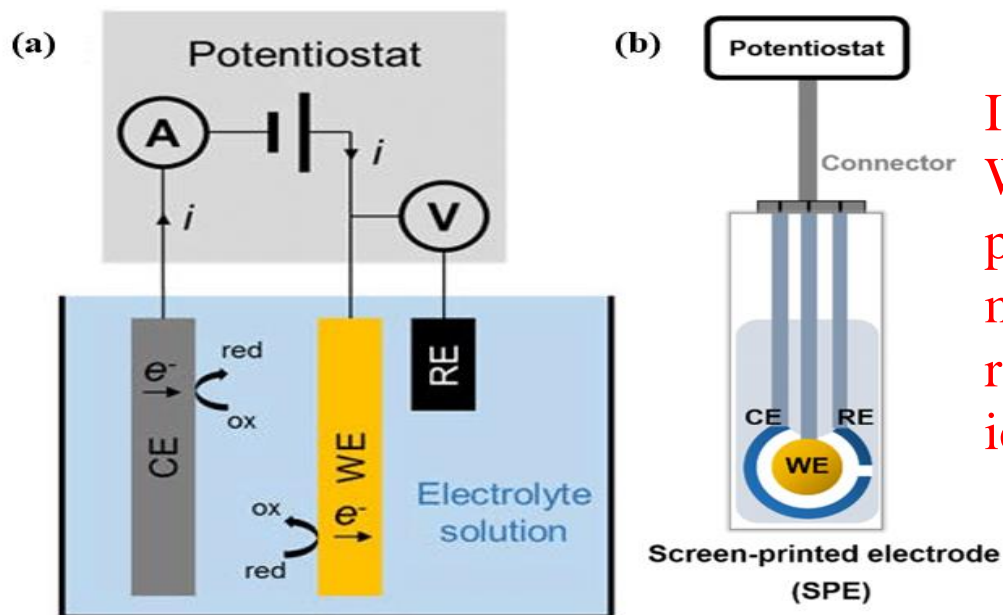 (a)
Potentiostat
A
i
i
V
CE
e-
red
ox
WE
ox
e-
red
RE
Electrolyte
solution
(b)
Potentiostat
Connector
CE
RE
WE
Screen-printed electrode
(SPE)